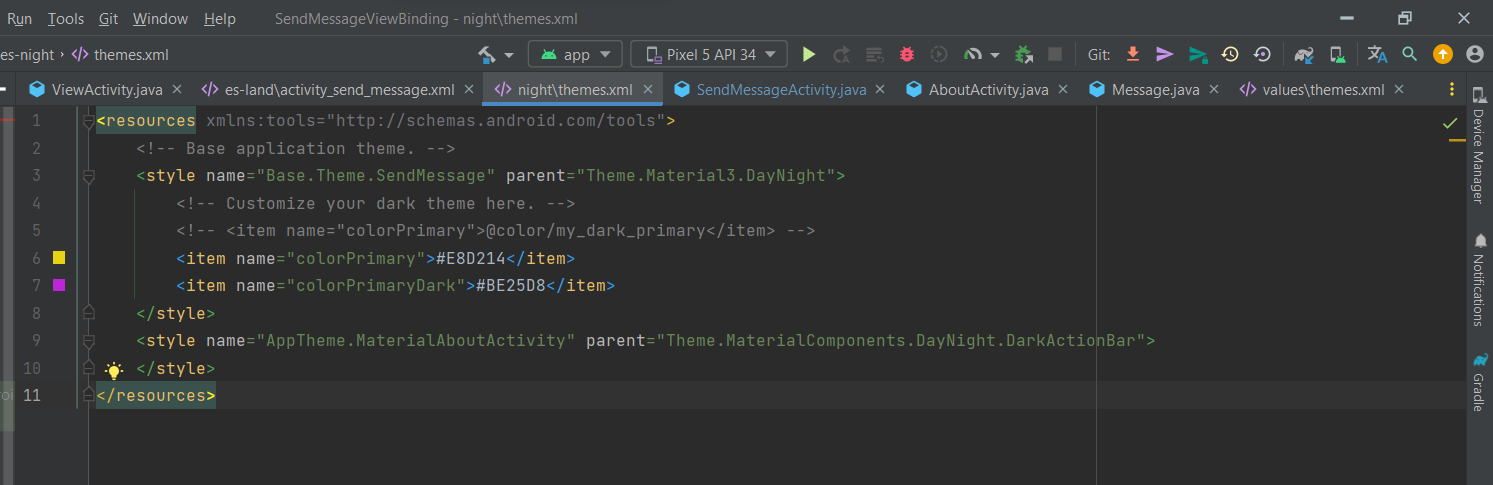 Run Tools Git Window Help SendMessageViewBinding - night\themes.xml
es-night themes.xml app Pixel 5 API 34 Git:
ViewActivity.java es-land\activity_send_message.xml night\themes.xml SendMessageActivity.java AboutActivity.java Message.java values\themes.xml
1 <resources xmlns:tools="http://schemas.android.com/tools">
2 <!-- Base application theme. -->
3 <style name="Base.Theme.SendMessage" parent="Theme.Material3.DayNight">
4 <!-- Customize your dark theme here. -->
5 <!-- <item name="colorPrimary">@color/my_dark_primary</item> -->
6 <item name="colorPrimary">#E8D214</item>
7 <item name="colorPrimaryDark">#BE25D8</item>
8 </style>
9 <style name="AppTheme.MaterialAboutActivity" parent="Theme.MaterialComponents.DayNight.DarkActionBar">
10 </style>
11 </resources>
Device Manager
Notifications
Gradle